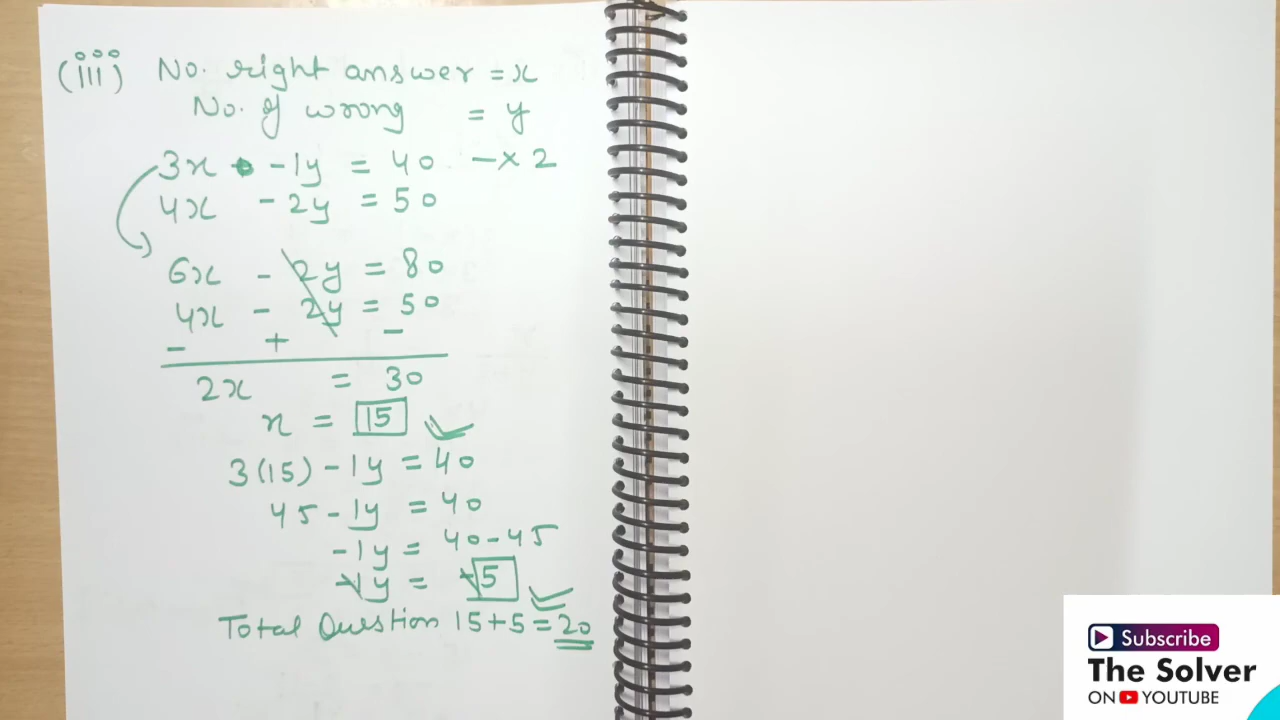 (iii) No. right answer = x
No. of wrong = y
3x - 1y = 40 - × 2
4x - 2y = 50
6x - 2y = 80
4x - 2y = 50
- + -
2x = 30
x = 15
3(15) - 1y = 40
45 - 1y = 40
-1y = 40-45
-1y = -5
Total Question 15+5 = 20
Subscribe
The Solver
ON YOUTUBE